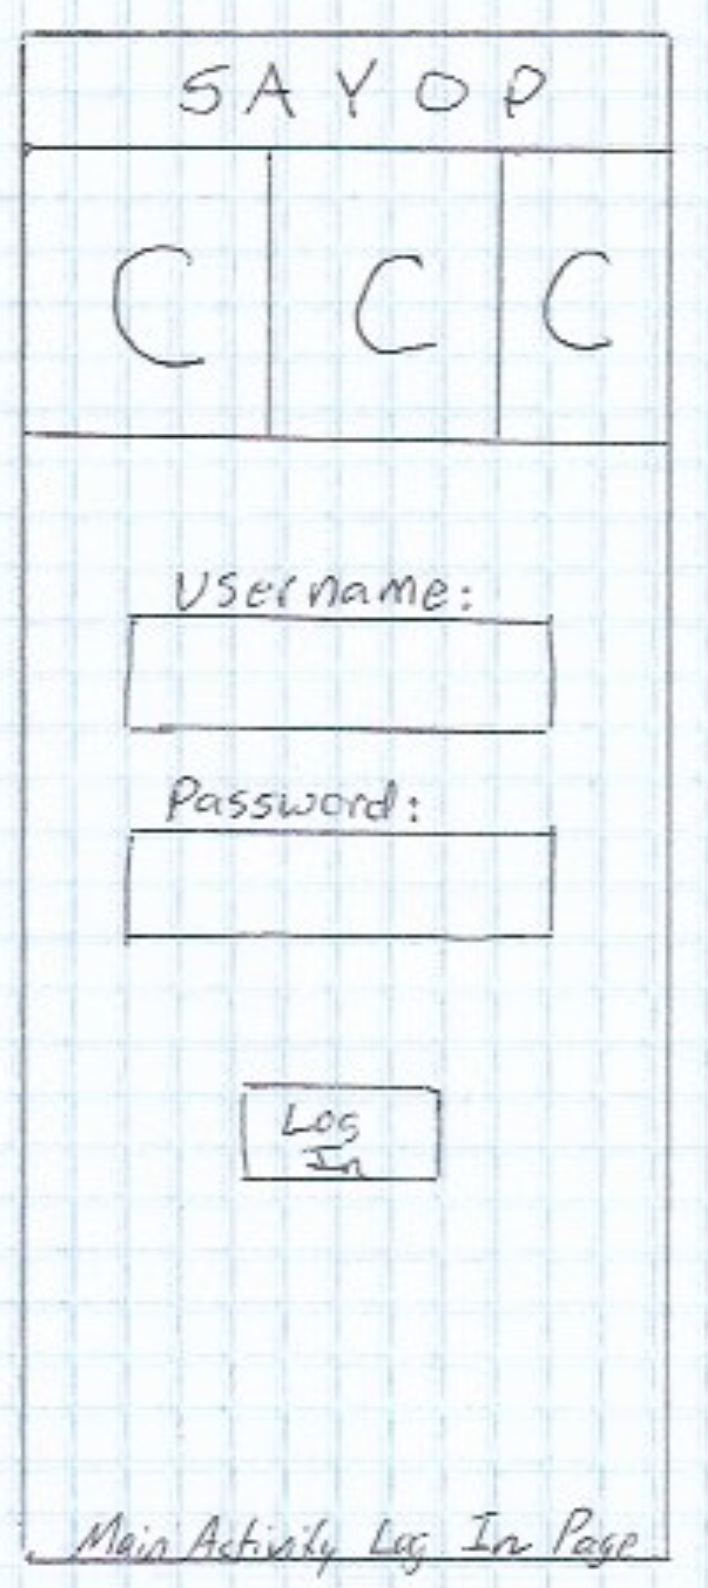 SAYOP
C C C
Username:
Password:
Log
In
Main Activity Log In Page